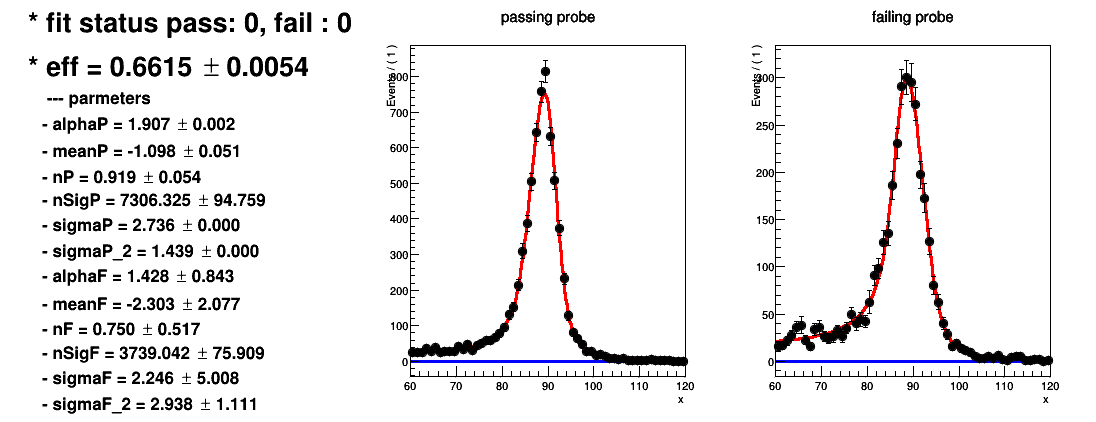 * fit status pass: 0, fail : 0
* eff = 0.6615 ± 0.0054
--- parmeters
- alphaP = 1.907 ± 0.002
- meanP = -1.098 ± 0.051
- nP = 0.919 ± 0.054
- nSigP = 7306.325 ± 94.759
- sigmaP = 2.736 ± 0.000
- sigmaP_2 = 1.439 ± 0.000
- alphaF = 1.428 ± 0.843
- meanF = -2.303 ± 2.077
- nF = 0.750 ± 0.517
- nSigF = 3739.042 ± 75.909
- sigmaF = 2.246 ± 5.008
- sigmaF_2 = 2.938 ± 1.111
passing probe
Events / ( 1 )
800
700
600
500
400
300
200
100
0
60 70 80 90 100 110 120
x
failing probe
Events / ( 1 )
300
250
200
150
100
50
0
60 70 80 90 100 110 120
x